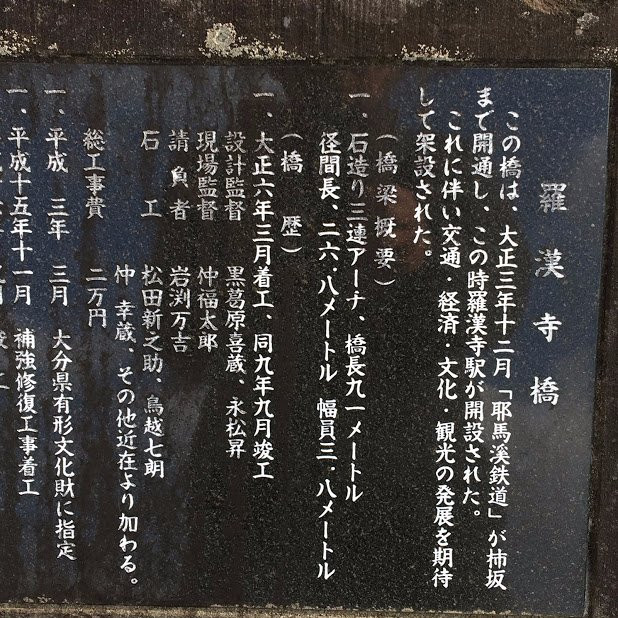 羅漢寺橋
この橋は、大正三年十二月「耶馬溪鉄道」が柿坂
まで開通し、この時羅漢寺駅が開設された。
これに伴い交通・経済・文化・観光の発展を期待
して架設された。
（橋梁概要）
一、石造り三連アーチ、橋長九一メートル
径間長、二六・八メートル 幅員三・八メートル
（橋歴）
一、大正六年三月着工、同九年九月竣工
設計監督 黒葛原喜蔵、永松昇
現場監督 仲福太郎
請負者 岩渕万吉
石工 松田新之助、鳥越七朗
仲幸蔵、その他近在より加わる。
総工事費 二万円
一、平成三年三月 大分県有形文化財に指定
一、平成十五年十一月 補強修復工事着工